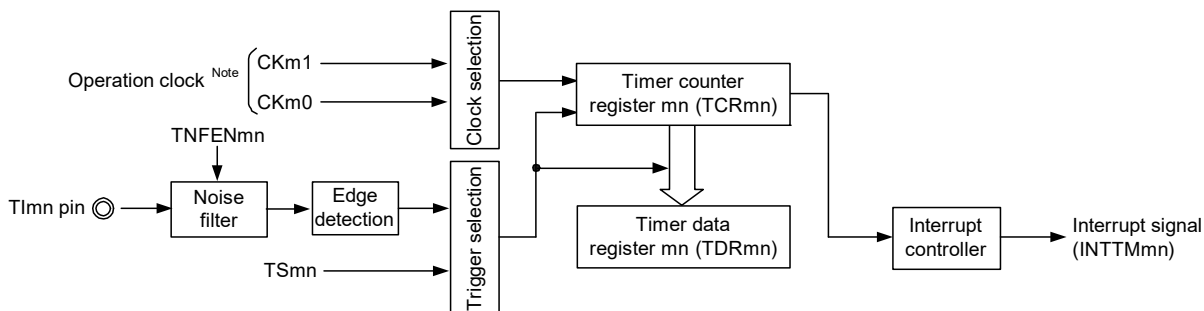 Operation clock Note
CKm1
CKm0
Clock selection
Timer counter
register mn (TCRmn)
TNFENmn
TImn pin
Noise
filter
Edge
detection
TSmn
Trigger selection
Timer data
register mn (TDRmn)
Interrupt
controller
Interrupt signal
(INTTMmn)